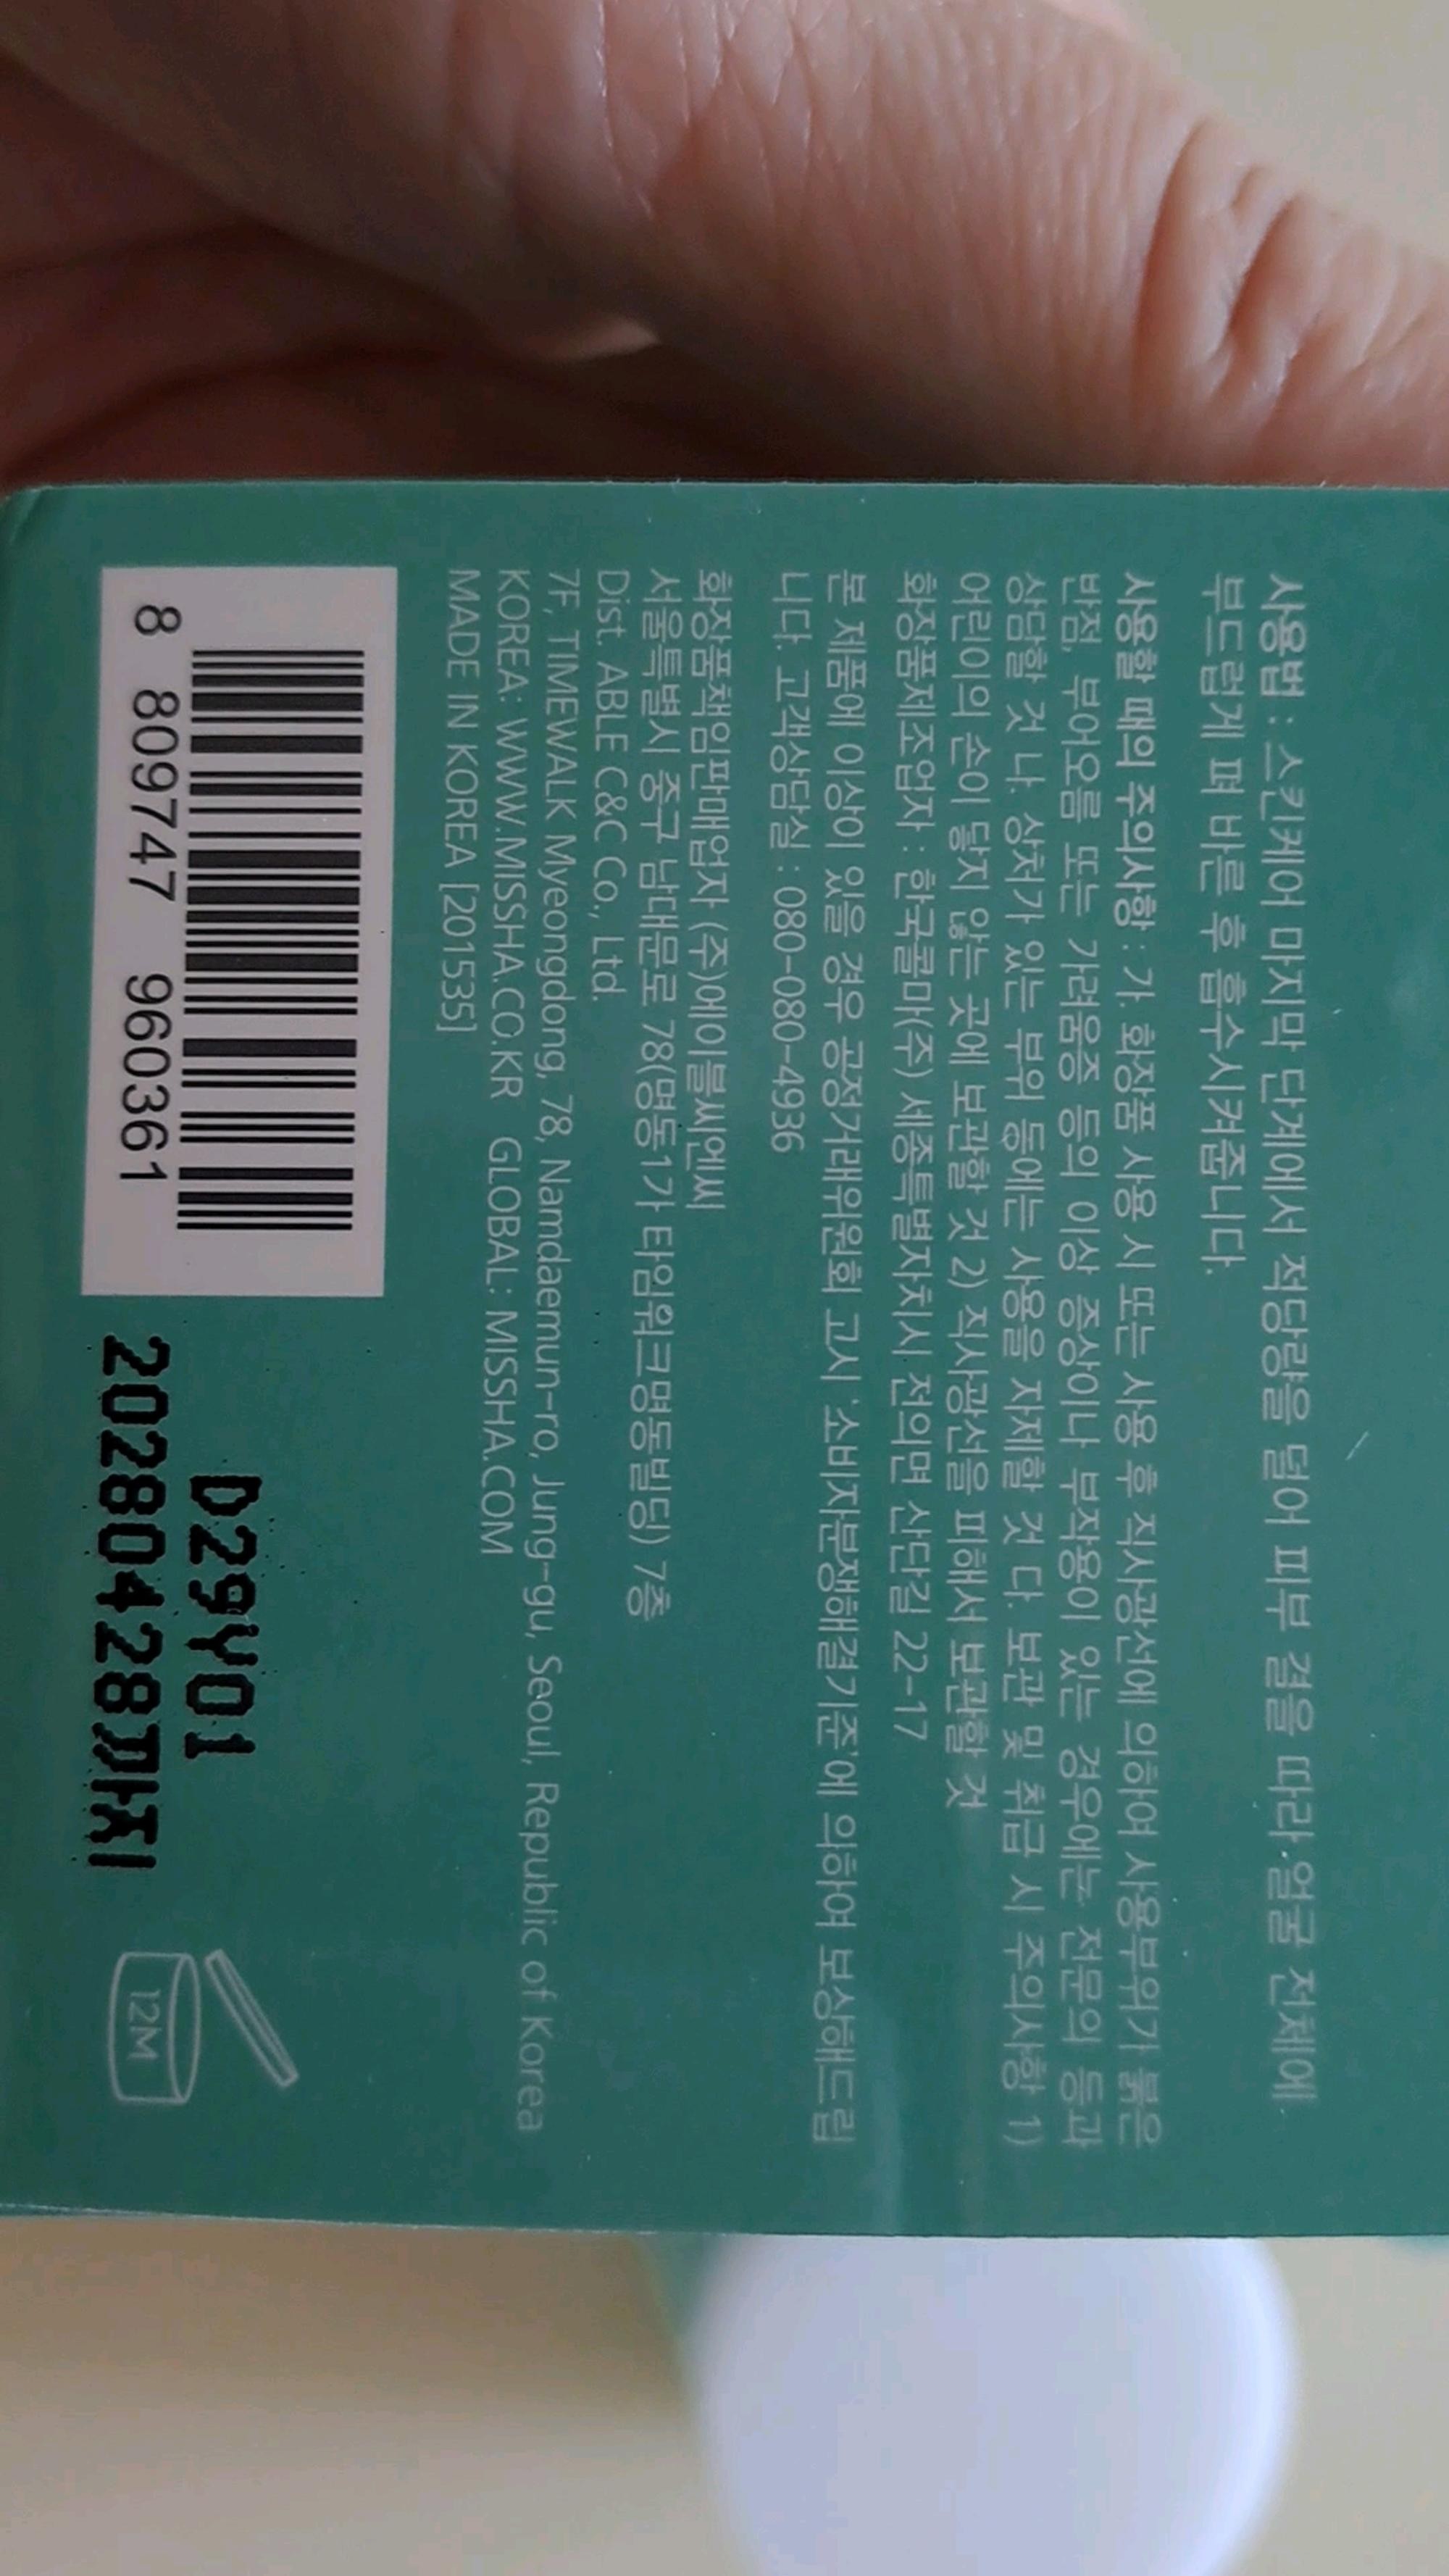 사용법 : 스킨케어 마지막 단계에서 적당량을 덜어 피부 결을 따라 얼굴 전체에
부드럽게 펴 바른 후 흡수시켜줍니다.
사용할 때의 주의사항 : 가. 화장품 사용 시 또는 사용 후 직사광선에 의하여 사용부위가 붉은
반점, 부어오름 또는 가려움증 등의 이상 증상이나 부작용이 있는 경우에는 전문의 등과
상담할 것 나. 상처가 있는 부위 등에는 사용을 자제할 것 다. 보관 및 취급 시 주의사항 1)
어린이의 손이 닿지 않는 곳에 보관할 것 2) 직사광선을 피해서 보관할 것
화장품제조업자 : 한국콜마(주) 세종특별자치시 전의면 산단길 22-17
본 제품에 이상이 있을 경우 공정거래위원회 고시 '소비자분쟁해결기준'에 의하여 보상해드립
니다. 고객상담실 : 080-080-4936
화장품책임판매업자 (주)에이블씨엔씨
서울특별시 중구 남대문로 78(명동1가 타임워크명동빌딩) 7층
Dist. ABLE C&C Co., Ltd.
7F, TIMEWALK Myeongdong, 78, Namdaemun-ro, Jung-gu, Seoul, Republic of Korea
KOREA: WWW.MISSHA.CO.KR GLOBAL: MISSHA.COM
MADE IN KOREA [201535]
8 809747 960361
D29Y01
20280428까지
12M